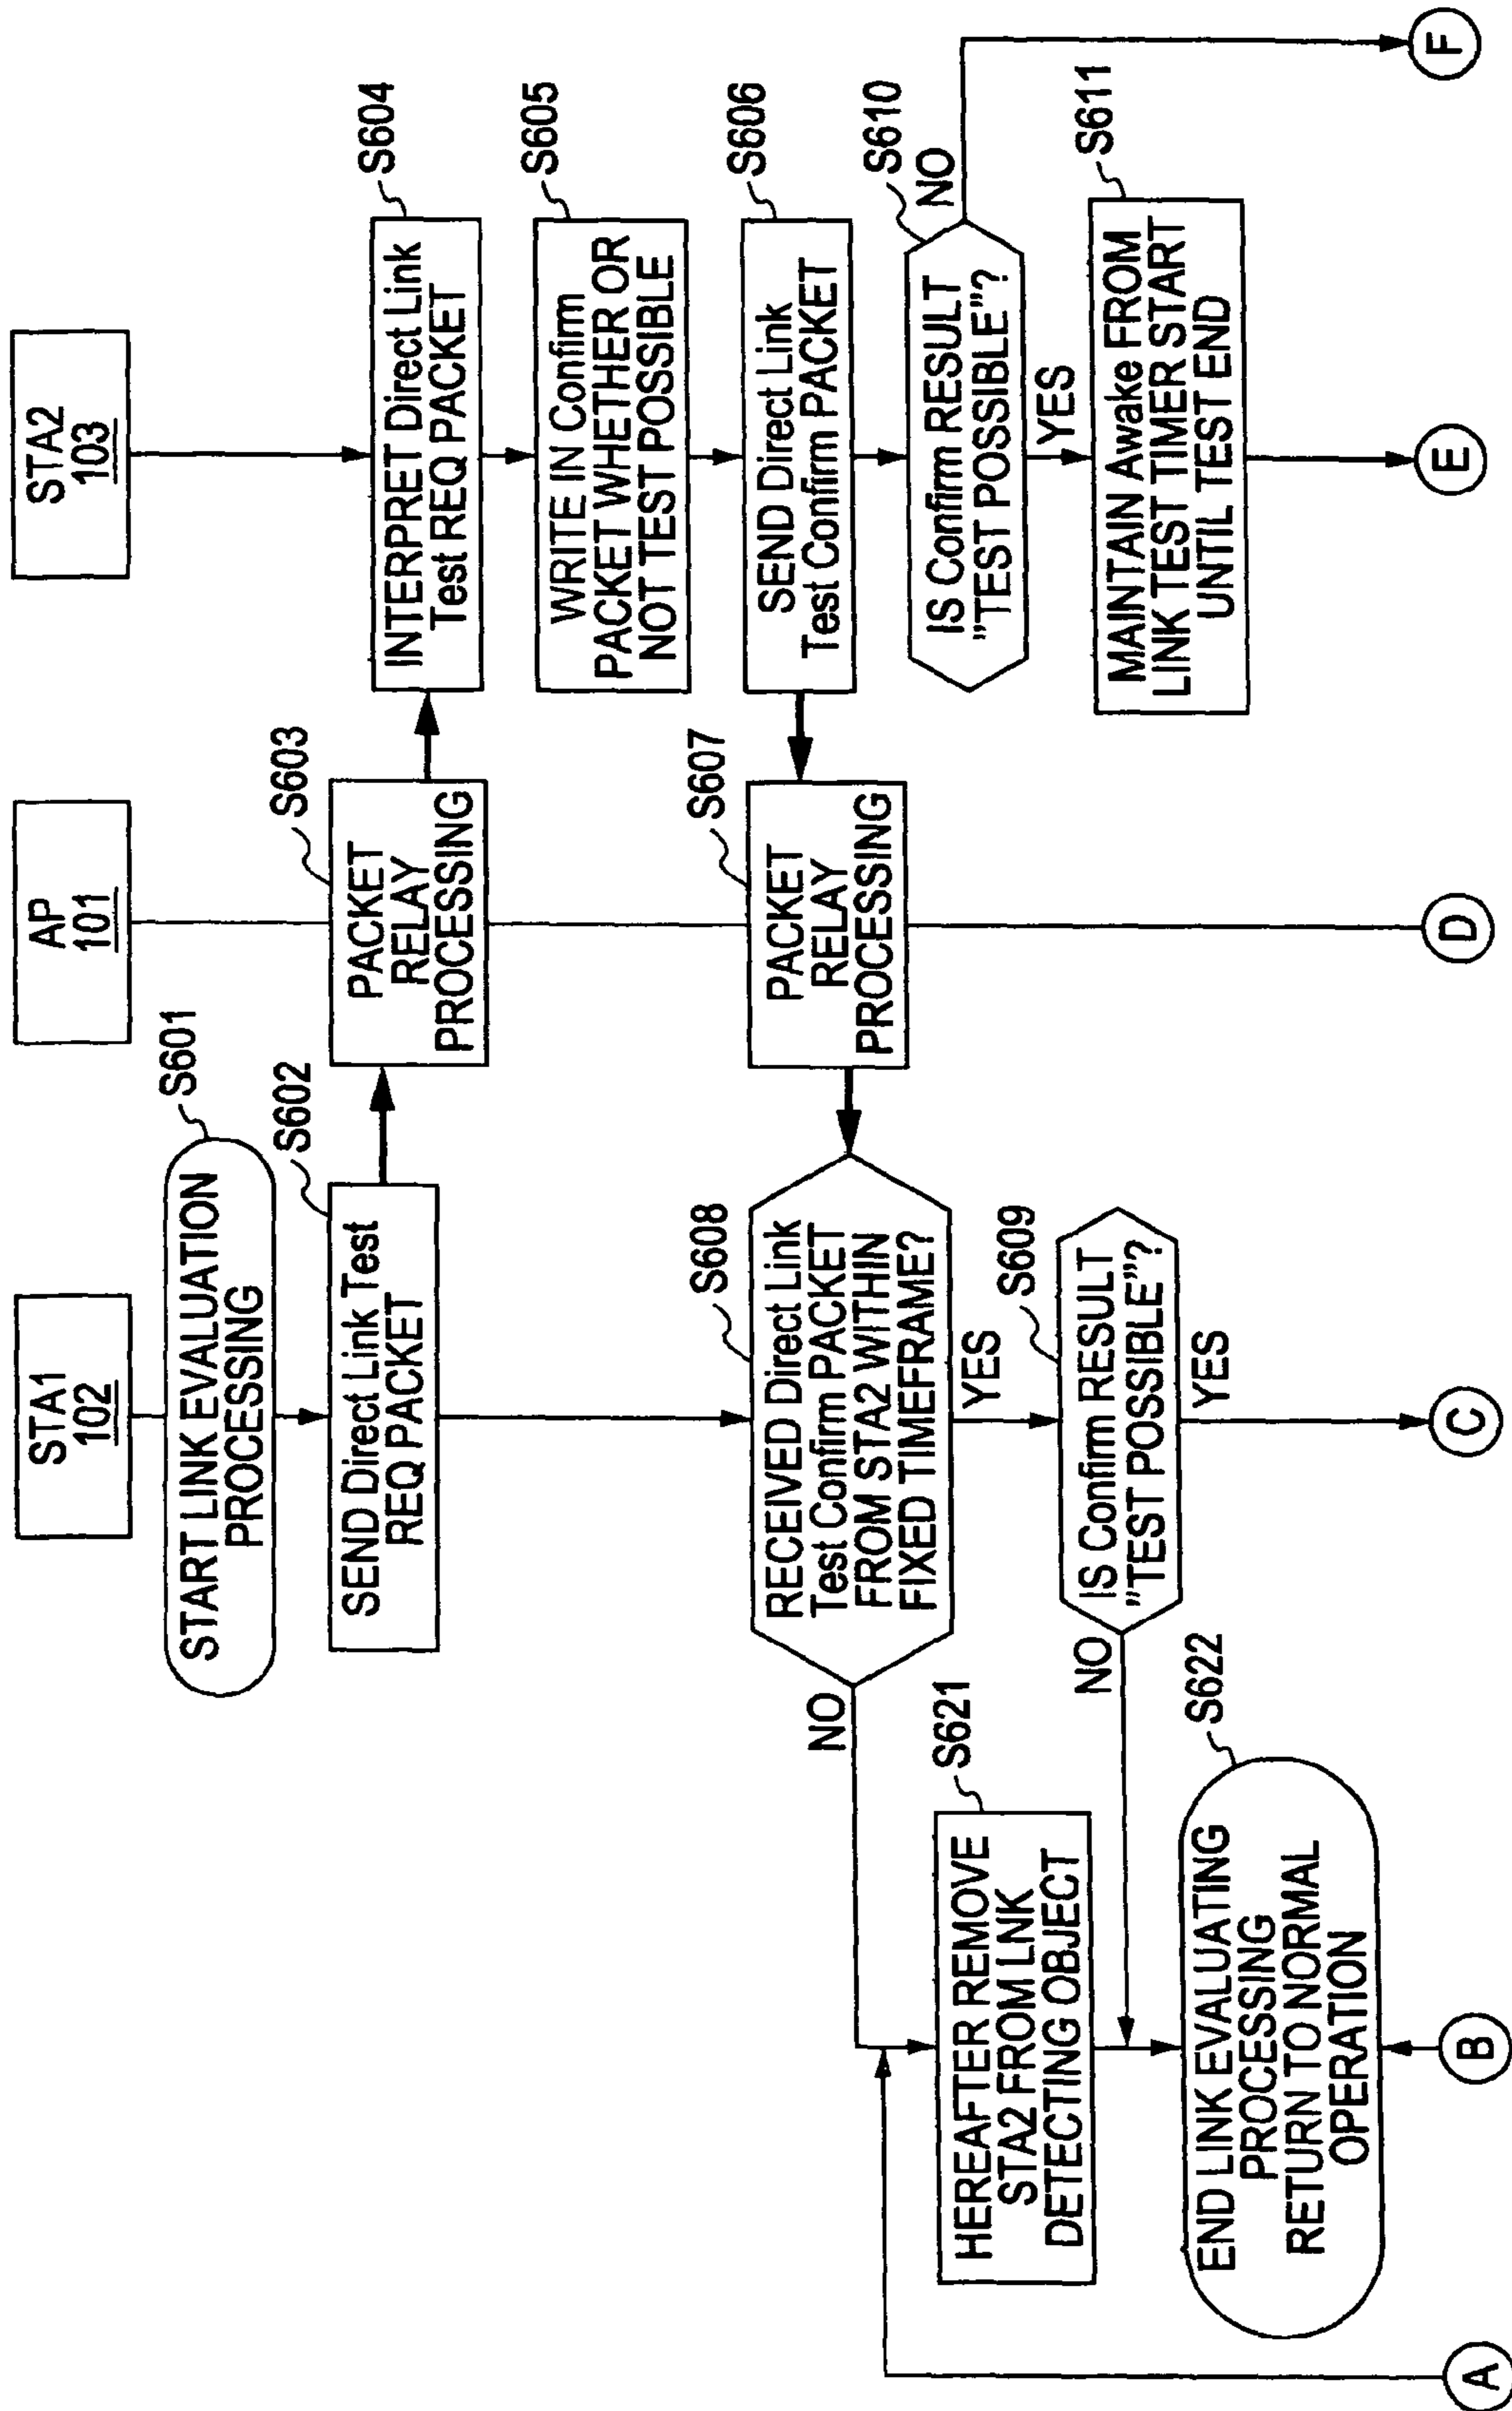 STA1
102
AP
101
STA2
103
S601
START LINK EVALUATION
PROCESSING
S602
SEND Direct Link Test
REQ PACKET
S603
PACKET
RELAY
PROCESSING
S604
INTERPRET Direct Link
Test REQ PACKET
S605
WRITE IN Confirm
PACKET WHETHER OR
NOT TEST POSSIBLE
S606
SEND Direct Link
Test Confirm PACKET
S607
PACKET
RELAY
PROCESSING
S608
RECEIVED Direct Link
Test Confirm PACKET
FROM STA2 WITHIN
FIXED TIMEFRAME?
NO
YES
S609
IS Confirm RESULT
"TEST POSSIBLE"?
NO
YES
S610
IS Confirm RESULT
"TEST POSSIBLE"?
NO
YES
S611
MAINTAIN Awake FROM
LINK TEST TIMER START
UNTIL TEST END
S621
HEREAFTER REMOVE
STA2 FROM LNK
DETECTING OBJECT
S622
END LINK EVALUATING
PROCESSING
RETURN TO NORMAL
OPERATION
A
B
C
D
E
F